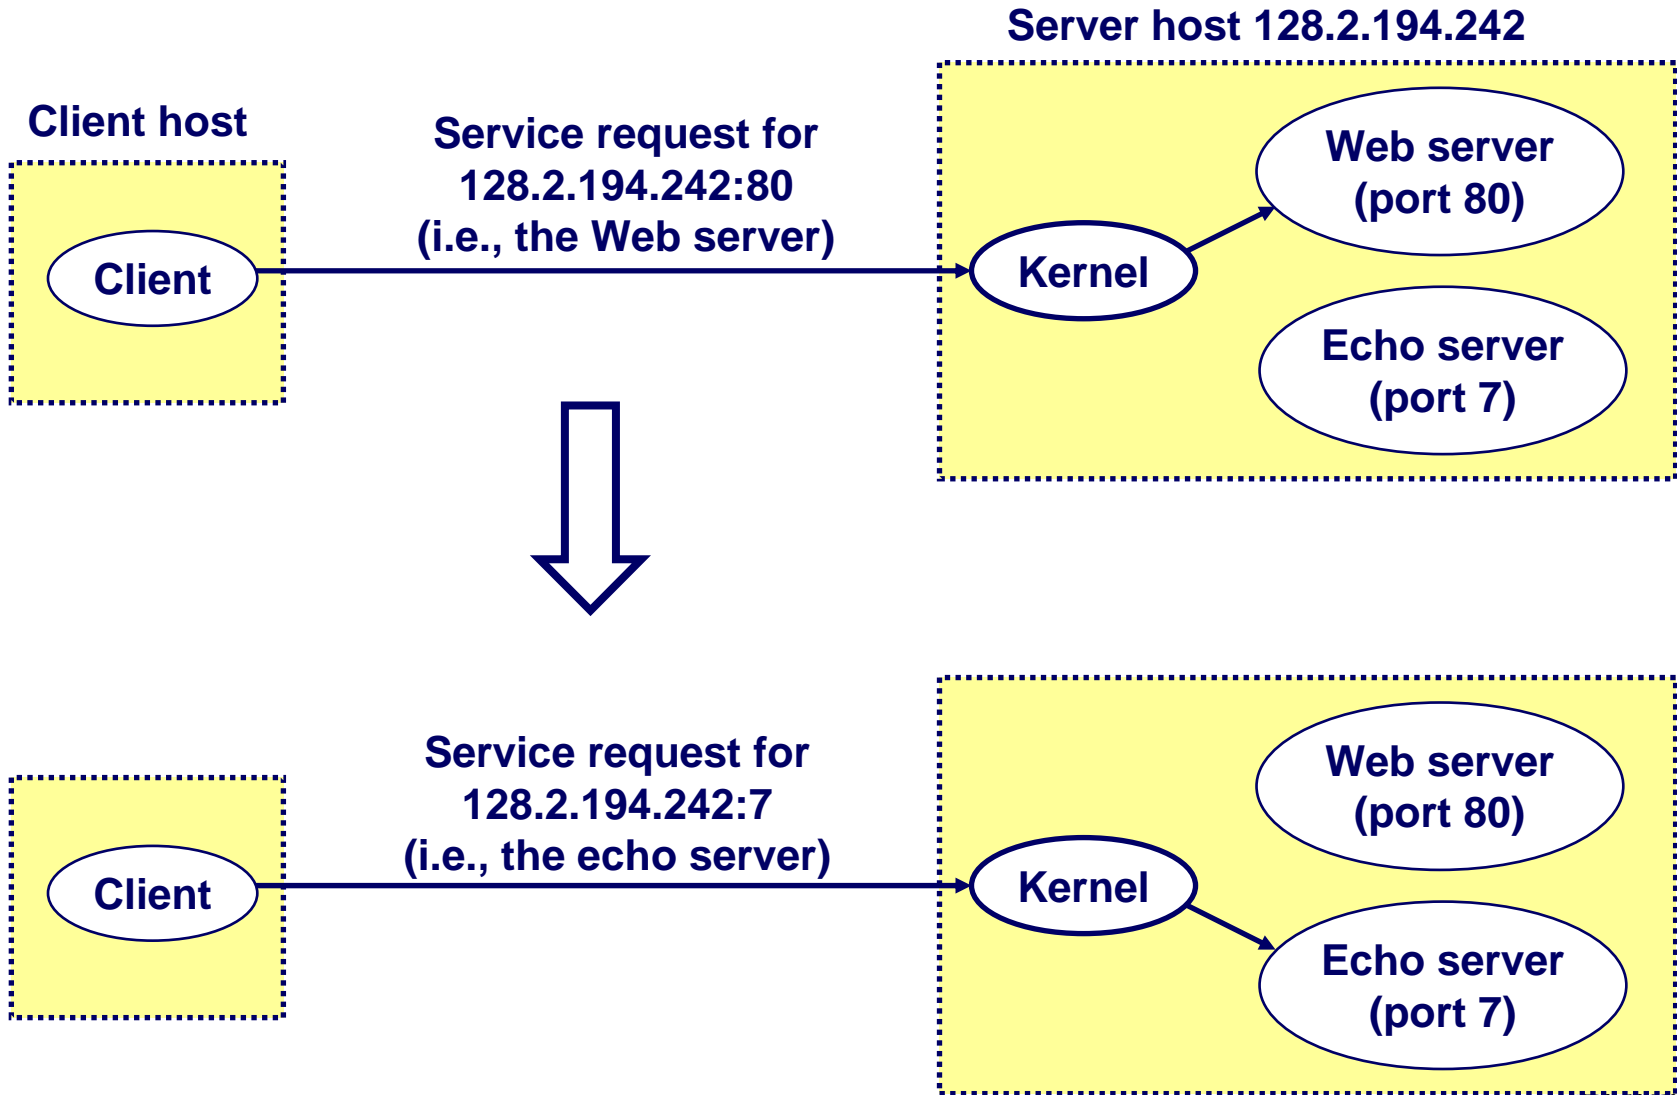 Server host 128.2.194.242
Client host
Service request for
128.2.194.242:80
(i.e., the Web server)
Client
Kernel
Web server
(port 80)
Echo server
(port 7)
Service request for
128.2.194.242:7
(i.e., the echo server)
Client
Kernel
Web server
(port 80)
Echo server
(port 7)